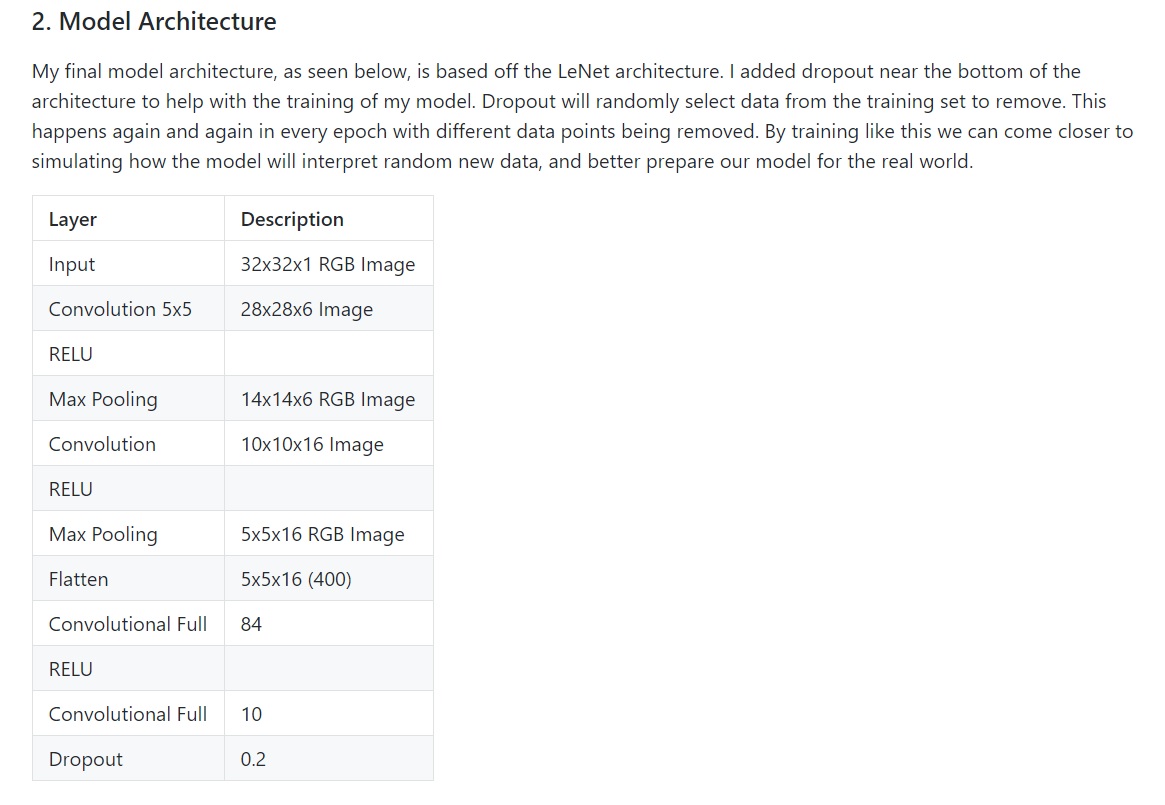 2. Model Architecture
My final model architecture, as seen below, is based off the LeNet architecture. I added dropout near the bottom of the
architecture to help with the training of my model. Dropout will randomly select data from the training set to remove. This
happens again and again in every epoch with different data points being removed. By training like this we can come closer to
simulating how the model will interpret random new data, and better prepare our model for the real world.
Layer Description
Input 32x32x1 RGB Image
Convolution 5x5 28x28x6 Image
RELU
Max Pooling 14x14x6 RGB Image
Convolution 10x10x16 Image
RELU
Max Pooling 5x5x16 RGB Image
Flatten 5x5x16 (400)
Convolutional Full 84
RELU
Convolutional Full 10
Dropout 0.2